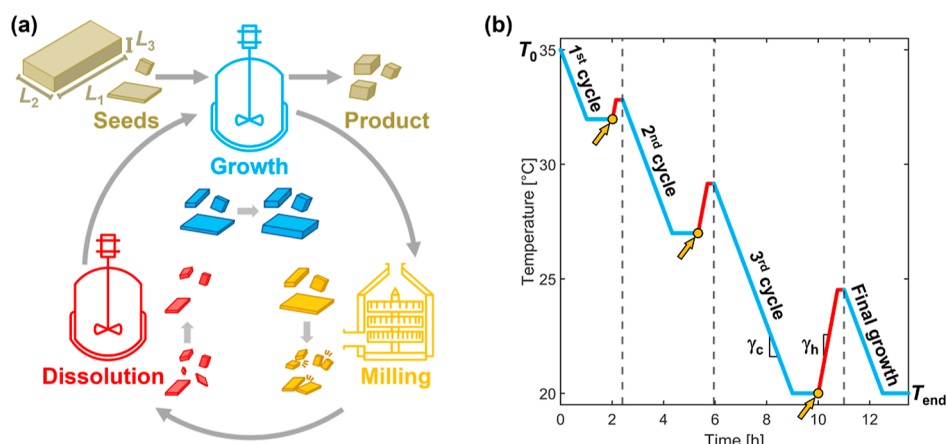 (a)
L3
L2
L1
Seeds
Growth
Product
Dissolution
Milling
(b)
T0
35
30
25
20
Temperature [°C]
1st cycle
2nd cycle
3rd cycle
Final growth
γc
γh
Tend
0
2
4
6
8
10
12
Time [h]